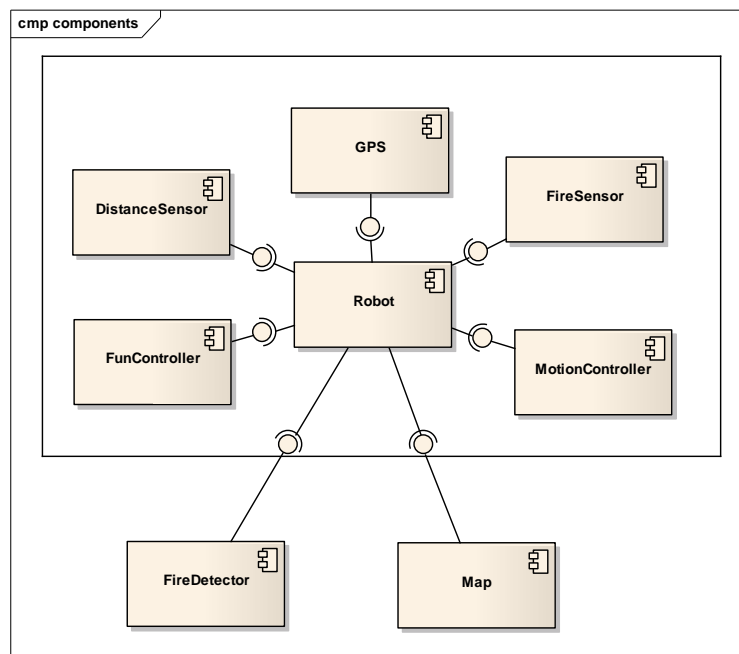 cmp components
GPS
DistanceSensor
FireSensor
Robot
FunController
MotionController
FireDetector
Map